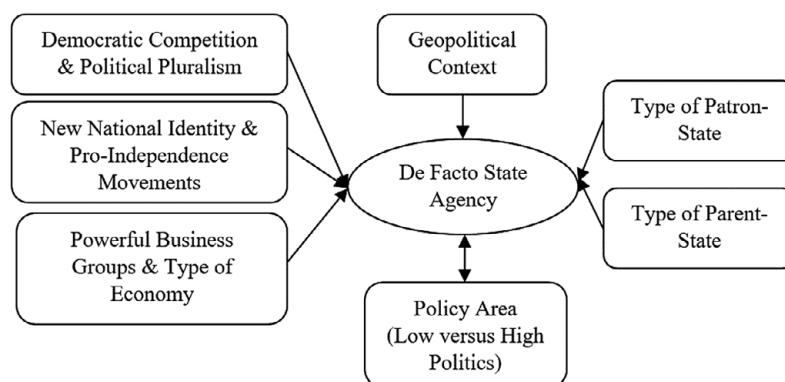 Democratic Competition
& Political Pluralism
New National Identity &
Pro-Independence
Movements
Powerful Business
Groups & Type of
Economy
Geopolitical
Context
De Facto State
Agency
Policy Area
(Low versus High
Politics)
Type of Patron-
State
Type of Parent-
State